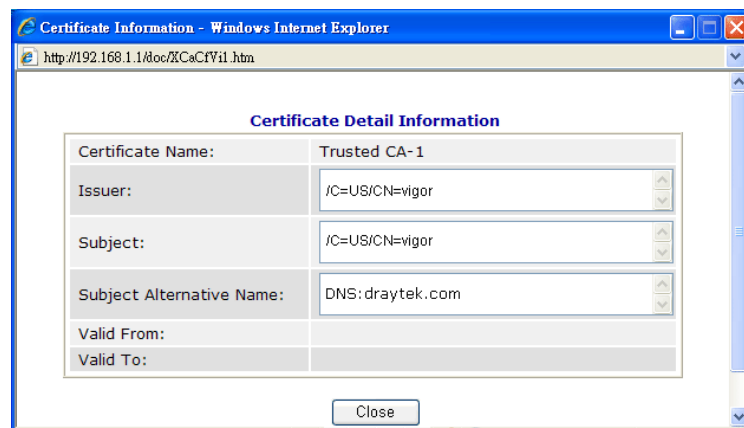 Certificate Information - Windows Internet Explorer
http://192.168.1.1/doc/XCaCfVi1.htm
Certificate Detail Information
Certificate Name: Trusted CA-1
Issuer: /C=US/CN=vigor
Subject: /C=US/CN=vigor
Subject Alternative Name: DNS:draytek.com
Valid From:
Valid To:
Close